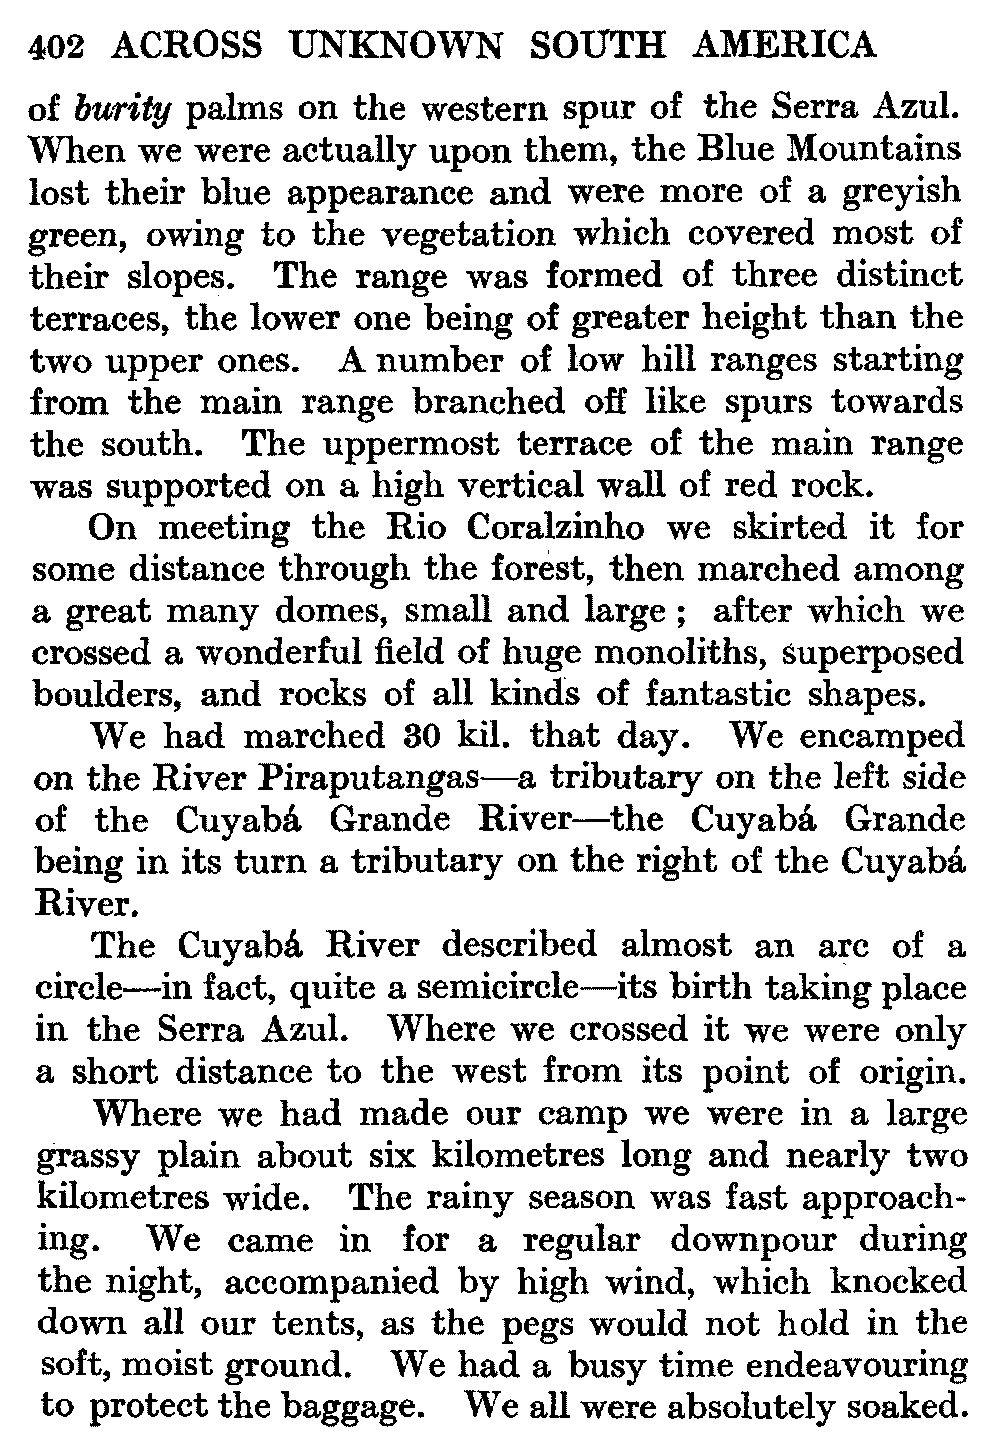 402 ACROSS UNKNOWN SOUTH AMERICA
of burity palms on the western spur of the Serra Azul.
When we were actually upon them, the Blue Mountains
lost their blue appearance and were more of a greyish
green, owing to the vegetation which covered most of
their slopes. The range was formed of three distinct
terraces, the lower one being of greater height than the
two upper ones. A number of low hill ranges starting
from the main range branched off like spurs towards
the south. The uppermost terrace of the main range
was supported on a high vertical wall of red rock.
On meeting the Rio Coralzinho we skirted it for
some distance through the forest, then marched among
a great many domes, small and large; after which we
crossed a wonderful field of huge monoliths, superposed
boulders, and rocks of all kinds of fantastic shapes.
We had marched 30 kil. that day. We encamped
on the River Piraputangas—a tributary on the left side
of the Cuyabá Grande River—the Cuyabá Grande
being in its turn a tributary on the right of the Cuyabá
River.
The Cuyabá River described almost an arc of a
circle—in fact, quite a semicircle—its birth taking place
in the Serra Azul. Where we crossed it we were only
a short distance to the west from its point of origin.
Where we had made our camp we were in a large
grassy plain about six kilometres long and nearly two
kilometres wide. The rainy season was fast approach-
ing. We came in for a regular downpour during
the night, accompanied by high wind, which knocked
down all our tents, as the pegs would not hold in the
soft, moist ground. We had a busy time endeavouring
to protect the baggage. We all were absolutely soaked.